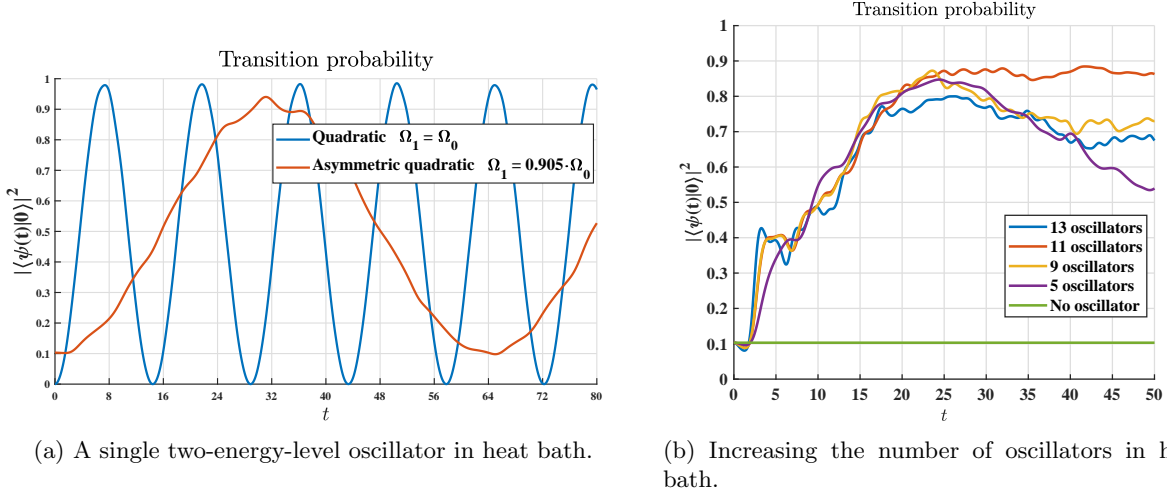 Transition probability
1
0.9
0.8
0.7
0.6
0.5
0.4
0.3
0.2
0.1
0
|⟨ψ(t)|0⟩|²
Quadratic Ω₁ = Ω₀
Asymmetric quadratic Ω₁ = 0.905·Ω₀
0 8 16 24 32 40 48 56 64 72 80
t
(a) A single two-energy-level oscillator in heat bath.
Transition probability
1
0.9
0.8
0.7
0.6
0.5
0.4
0.3
0.2
0.1
0
|⟨ψ(t)|0⟩|²
13 oscillators
11 oscillators
9 oscillators
5 oscillators
No oscillator
0 5 10 15 20 25 30 35 40 45 50
t
(b) Increasing the number of oscillators in h
bath.